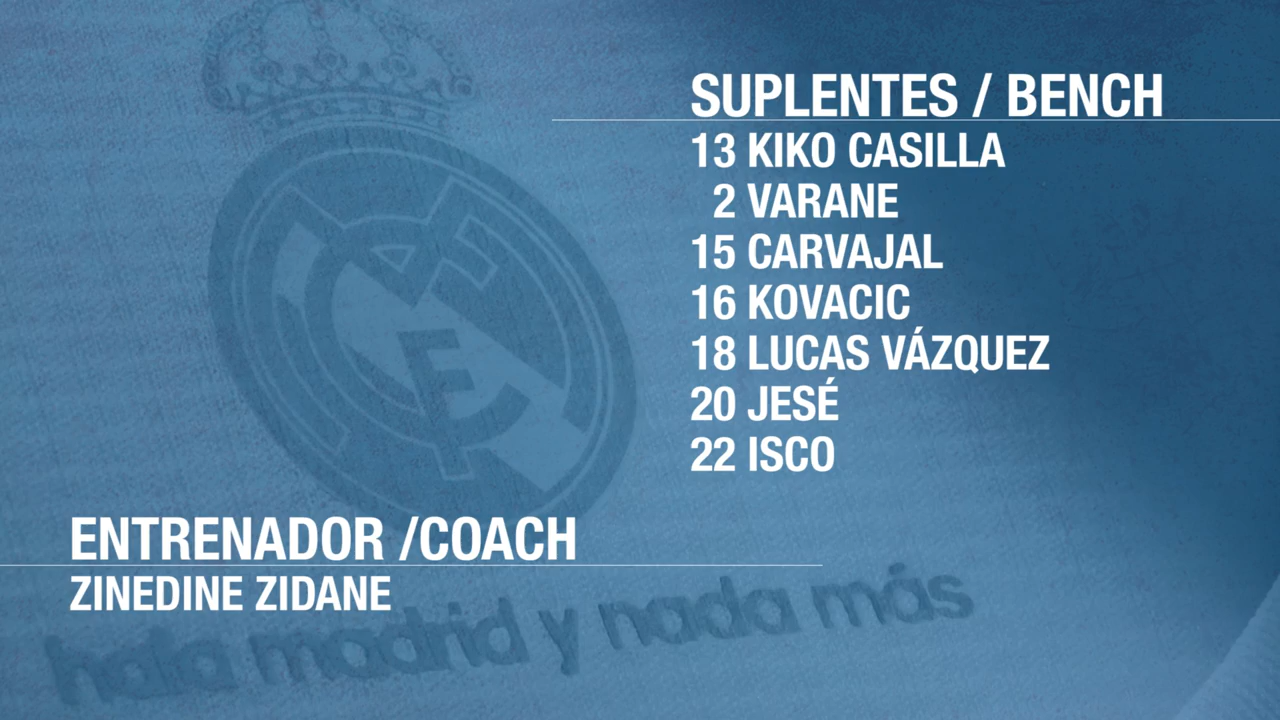 SUPLENTES / BENCH
13 KIKO CASILLA
2 VARANE
15 CARVAJAL
16 KOVACIC
18 LUCAS VÁZQUEZ
20 JESÉ
22 ISCO
ENTRENADOR /COACH
ZINEDINE ZIDANE
hala madrid y nada más